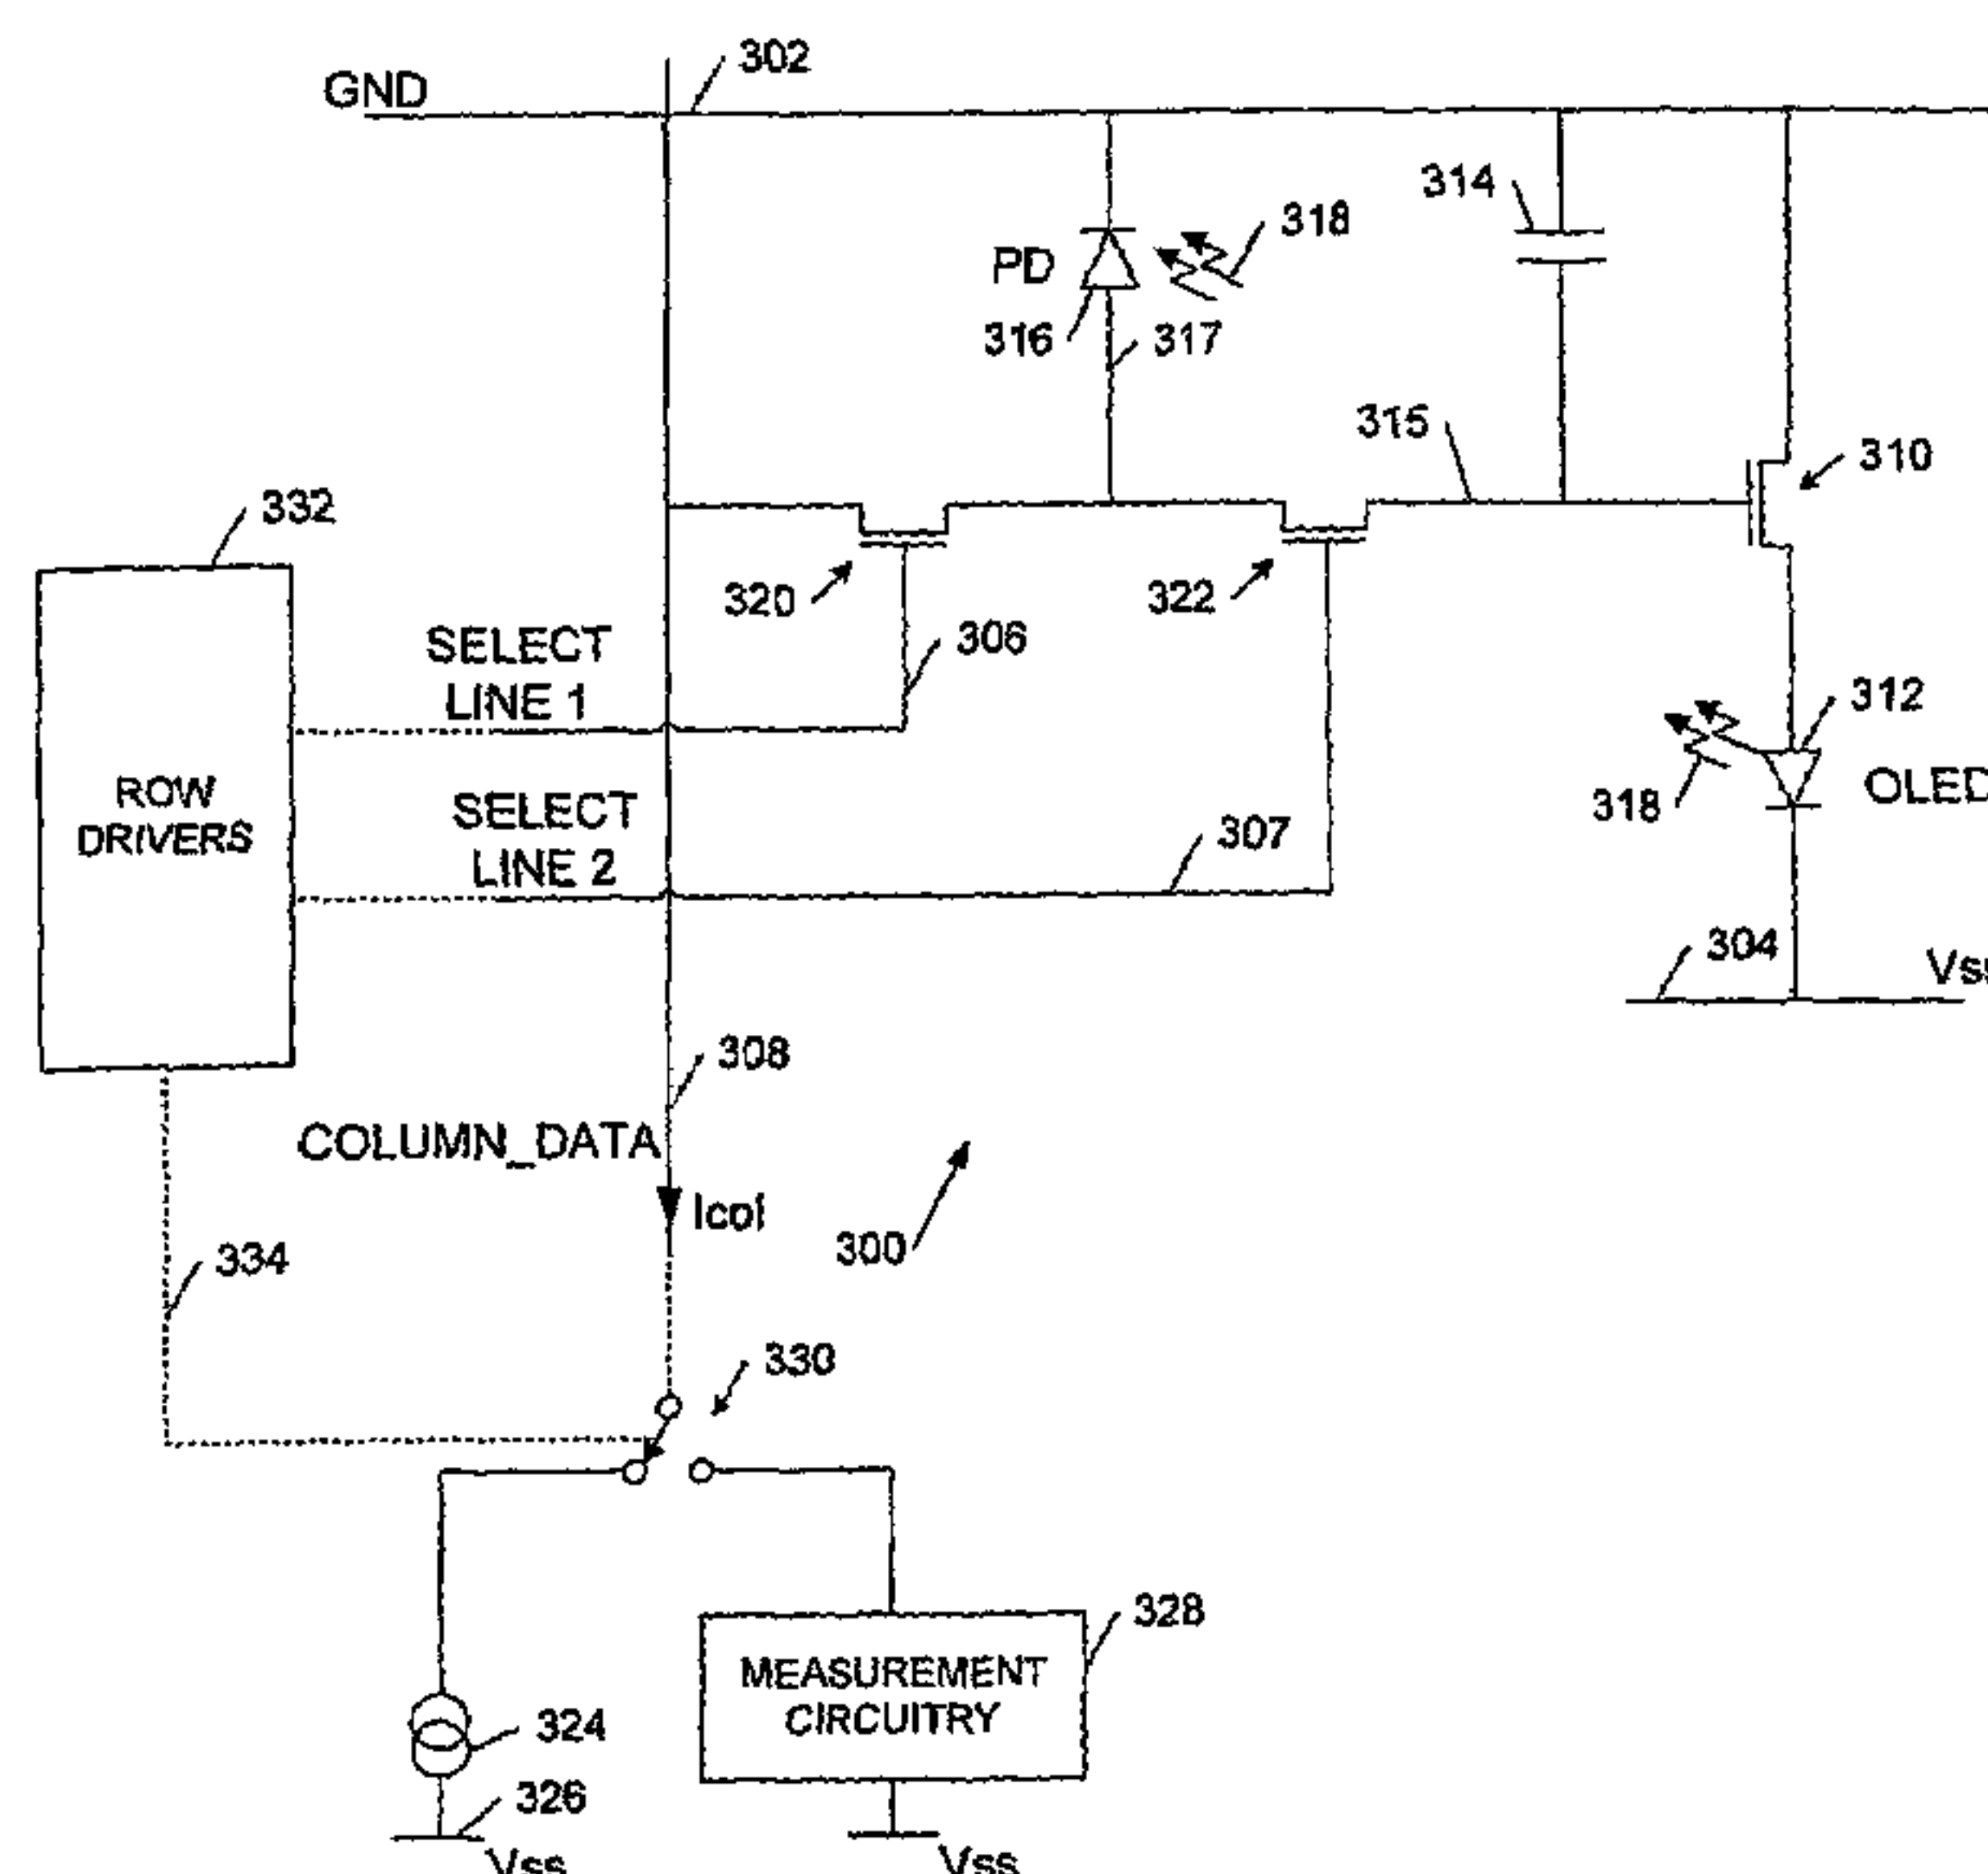 302
GND
314
318
PD
316
317
315
310
332
320
322
306
SELECT
LINE 1
312
318
OLED
ROW
DRIVERS
SELECT
LINE 2
307
304
Vss
308
COLUMN_DATA
Icol
300
334
330
328
MEASUREMENT
CIRCUITRY
324
326
Vss
Vss